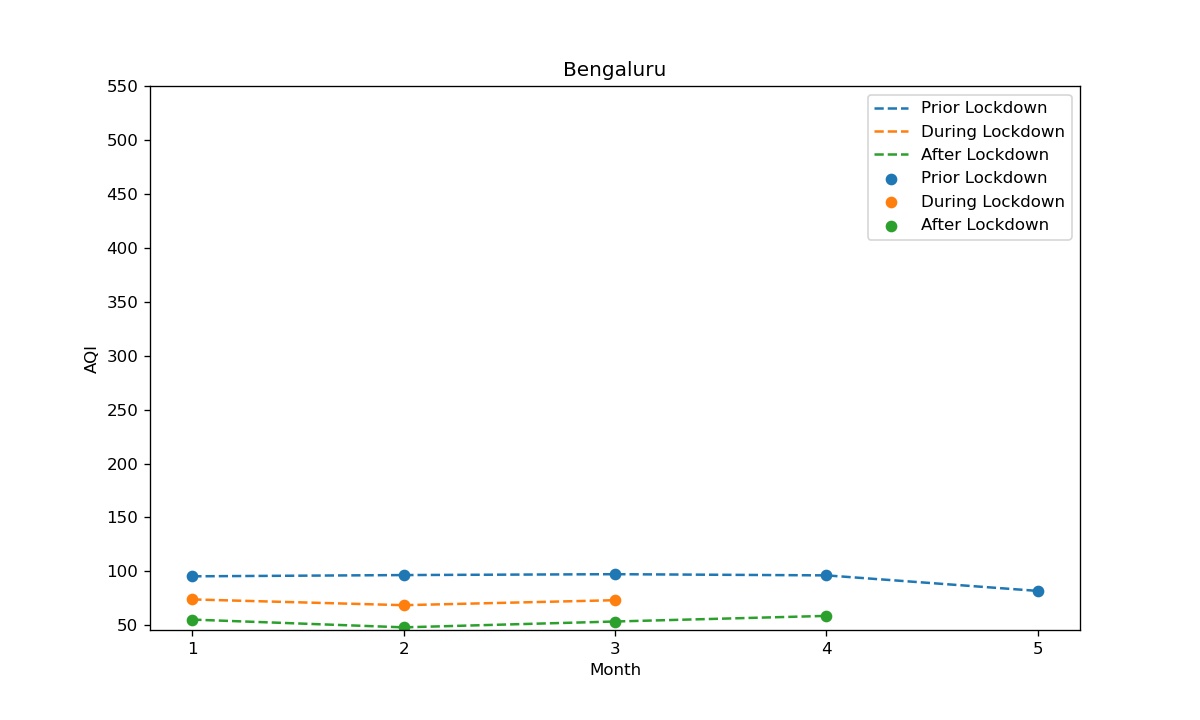 Bengaluru
550
500
450
400
350
300
250
200
150
100
50
AQI
Prior Lockdown
During Lockdown
After Lockdown
Prior Lockdown
During Lockdown
After Lockdown
1 2 3 4 5
Month